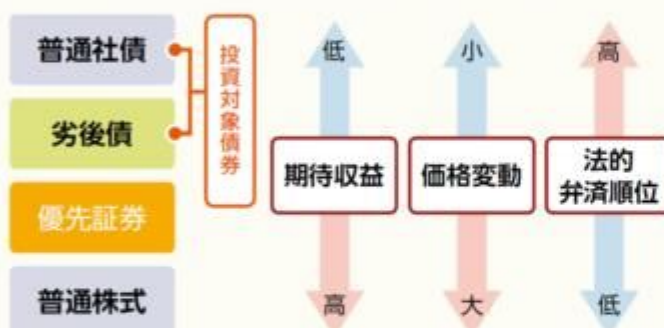 普通社債
劣後債
優先証券
普通株式
投資対象債券
低
小
高
期待収益
価格変動
法的
弁済順位
高
大
低